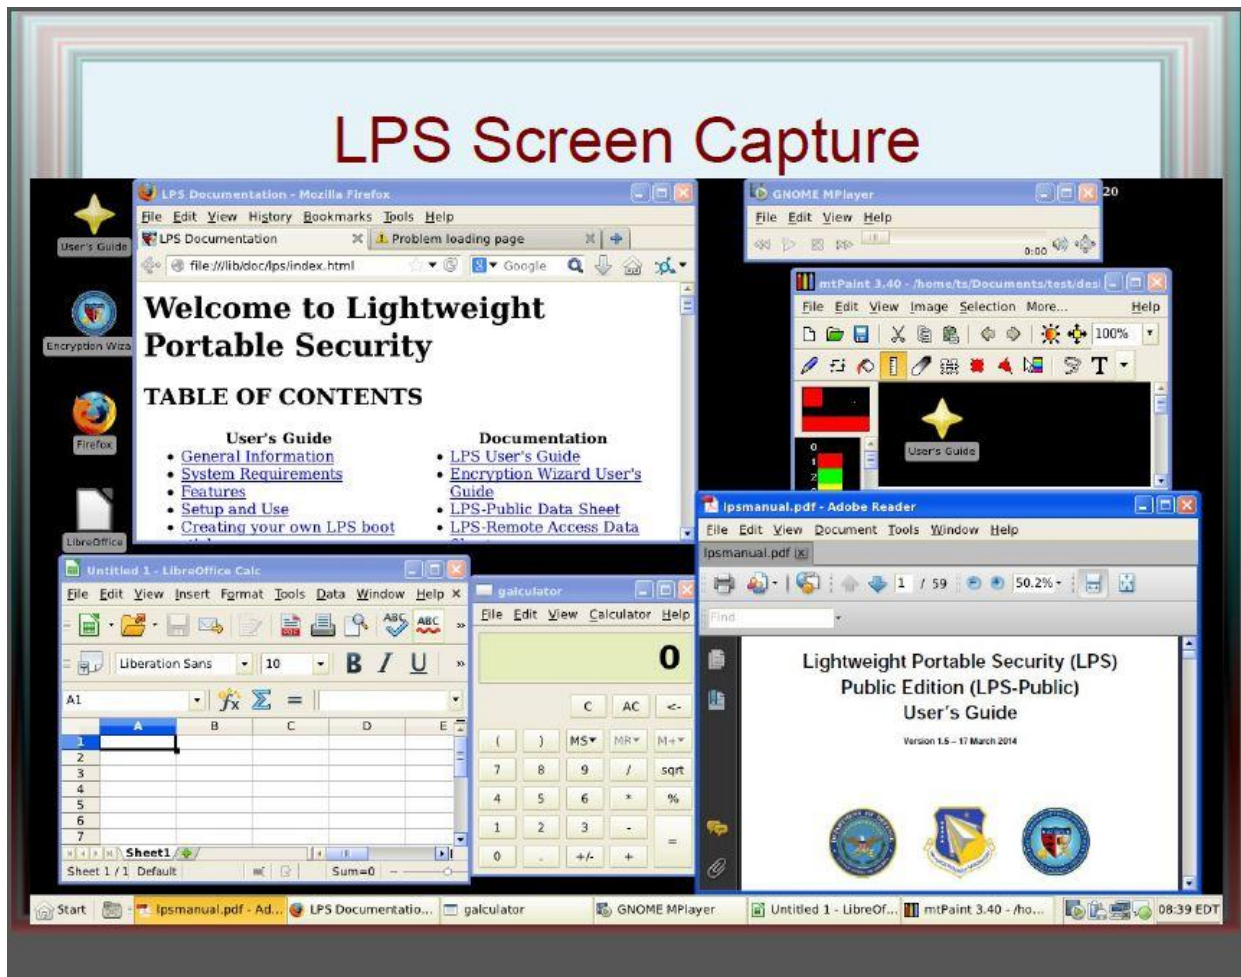 LPS Screen Capture
20
User's Guide
Encryption Wiza
Firefox
LibreOffice
LPS Documentation - Mozilla Firefox
File Edit View History Bookmarks Tools Help
LPS Documentation
Problem loading page
file:///lib/doc/lps/index.html
Google
Welcome to Lightweight
Portable Security
TABLE OF CONTENTS
User's Guide
General Information
System Requirements
Features
Setup and Use
Creating your own LPS boot
Documentation
LPS User's Guide
Encryption Wizard User's
Guide
LPS-Public Data Sheet
LPS-Remote Access Data
GNOME MPlayer
File Edit View Help
0:00
mtPaint 3.40 - /home/ts/Documents/test/des
File Edit View Image Selection More... Help
100%
T
0
1
2
User's Guide
Untitled 1 - LibreOffice Calc
File Edit View Insert Format Tools Data Window Help
ABC ABC
Liberation Sans 10 B I U
A1 fx Σ =
A B C D E
1
2
3
4
5
6
7
Sheet1
Sheet 1 / 1 Default Sum=0
galculator
File Edit View Calculator Help
0
C AC <-
( ) MS MR M+
7 8 9 / sqrt
4 5 6 * %
1 2 3 - =
0 . +/- +
lpsmanual.pdf - Adobe Reader
File Edit View Document Tools Window Help
lpsmanual.pdf
1 / 59 50.2%
Find
Lightweight Portable Security (LPS)
Public Edition (LPS-Public)
User's Guide
Version 1.5 – 17 March 2014
Start lpsmanual.pdf - Ad... LPS Documentatio... galculator GNOME MPlayer Untitled 1 - LibreOf... mtPaint 3.40 - /ho... 08:39 EDT